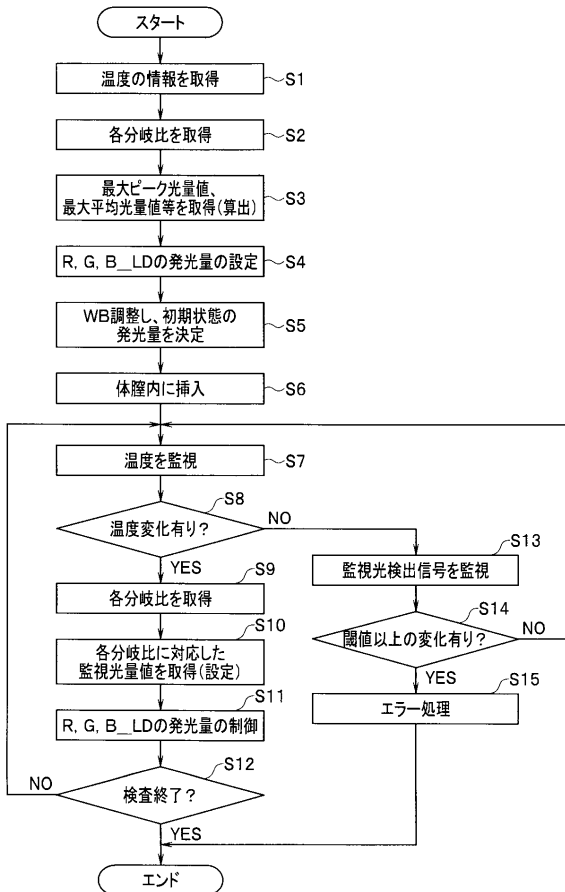 スタート
温度の情報を取得
S1
各分岐比を取得
S2
最大ピーク光量値、
最大平均光量値等を取得(算出)
S3
R, G, B__LDの発光量の設定
S4
WB調整し、初期状態の
発光量を決定
S5
体腔内に挿入
S6
温度を監視
S7
温度変化有り?
S8
NO
YES
各分岐比を取得
S9
各分岐比に対応した
監視光量値を取得(設定)
S10
R, G, B__LDの発光量の制御
S11
検査終了?
S12
NO
YES
監視光検出信号を監視
S13
閾値以上の変化有り?
S14
NO
YES
エラー処理
S15
エンド